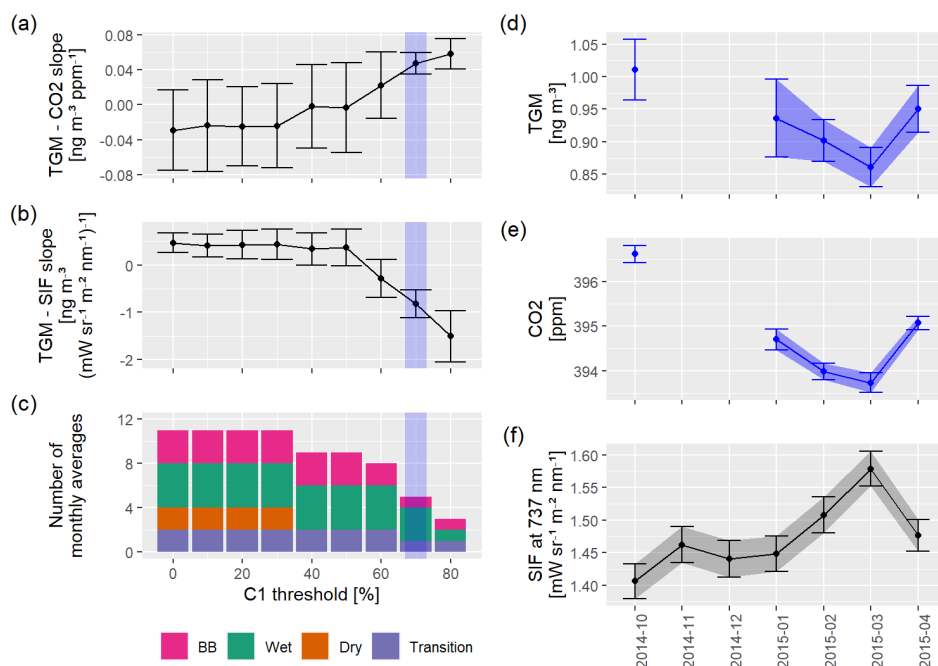 (a)
TGM - CO2 slope
[ng m⁻³ ppm⁻¹)
0.08
0.04
0.00
-0.04
-0.08
(b)
TGM - SIF slope
[ng m⁻³
(mW sr⁻¹ m⁻² nm⁻¹)⁻¹]
0
-1
-2
(c)
Number of
monthly averages
12
8
4
0
0 20 40 60 80
C1 threshold [%]
BB Wet Dry Transition
(d)
TGM
[ng m⁻³]
1.05
1.00
0.95
0.90
0.85
(e)
CO2
[ppm]
396
395
394
(f)
SIF at 737 nm
[mW sr⁻¹ m⁻² nm⁻¹]
1.60
1.55
1.50
1.45
1.40
2014-10
2014-11
2014-12
2015-01
2015-02
2015-03
2015-04